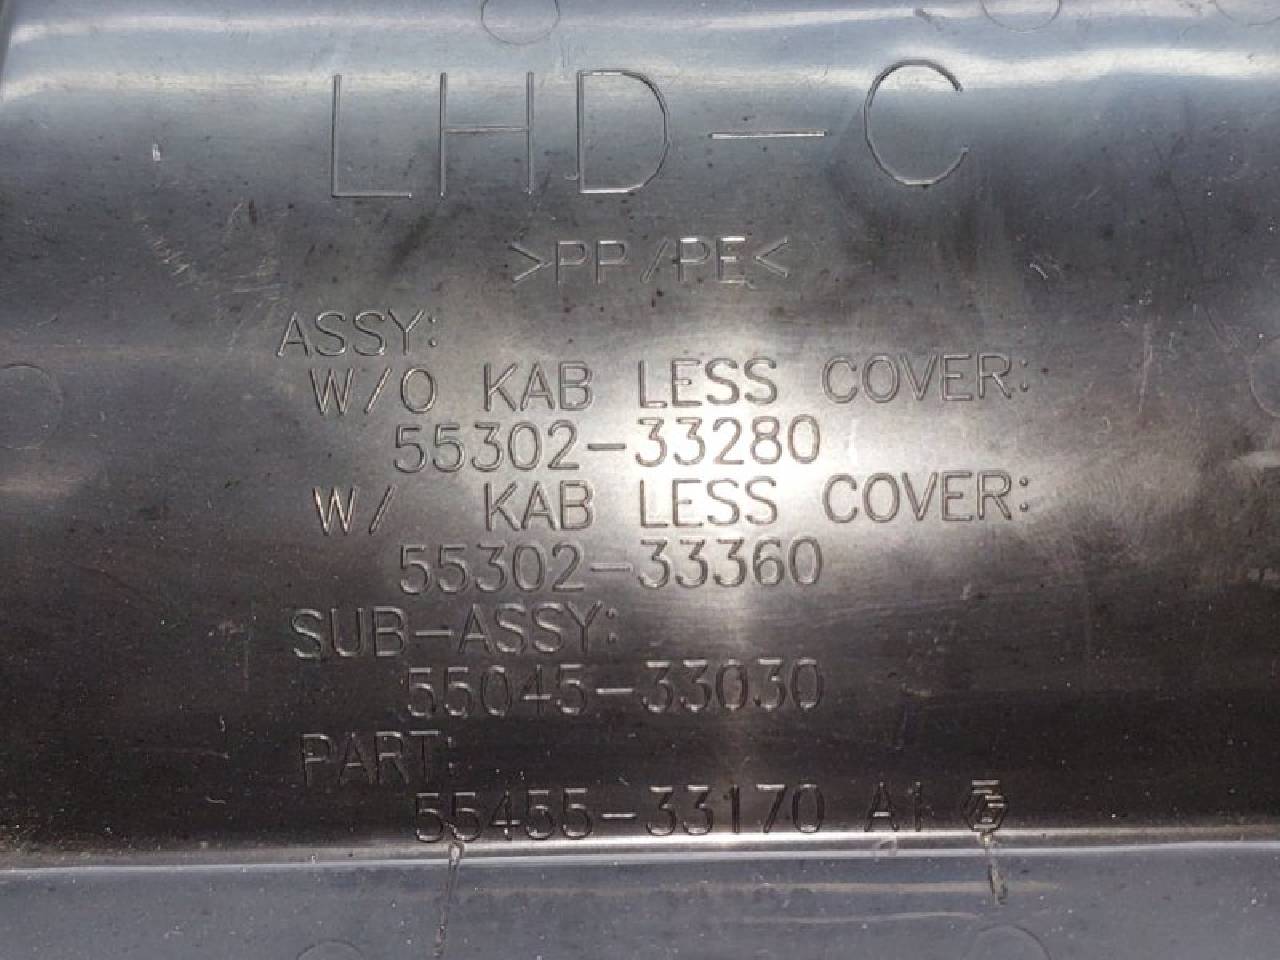 LHD-C
>PP/PE<
ASSY:
W/O KAB LESS COVER:
55302-33280
W/ KAB LESS COVER:
55302-33360
SUB-ASSY:
55045-33030
PART:
55455-33170 A1